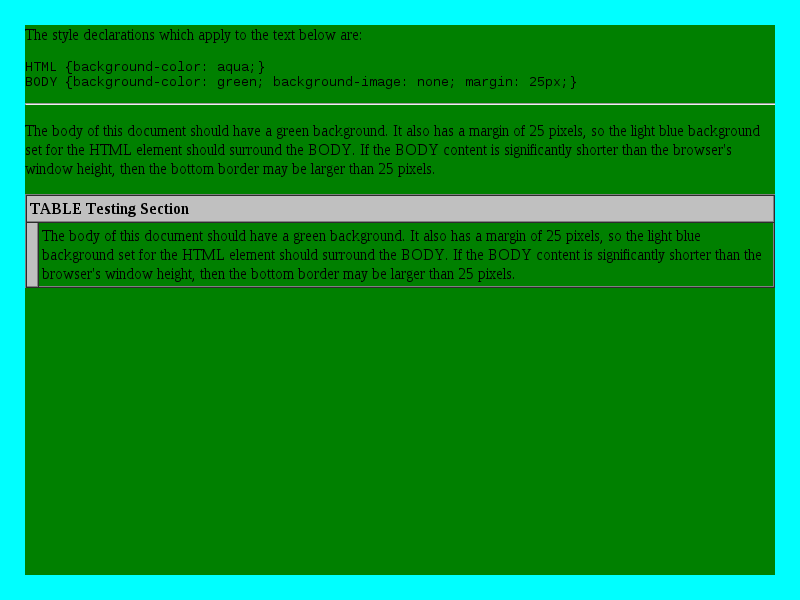 The style declarations which apply to the text below are:
HTML {background-color: aqua;}
BODY {background-color: green; background-image: none; margin: 25px;}
The body of this document should have a green background. It also has a margin of 25 pixels, so the light blue background
set for the HTML element should surround the BODY. If the BODY content is significantly shorter than the browser's
window height, then the bottom border may be larger than 25 pixels.
TABLE Testing Section
The body of this document should have a green background. It also has a margin of 25 pixels, so the light blue
background set for the HTML element should surround the BODY. If the BODY content is significantly shorter than the
browser's window height, then the bottom border may be larger than 25 pixels.